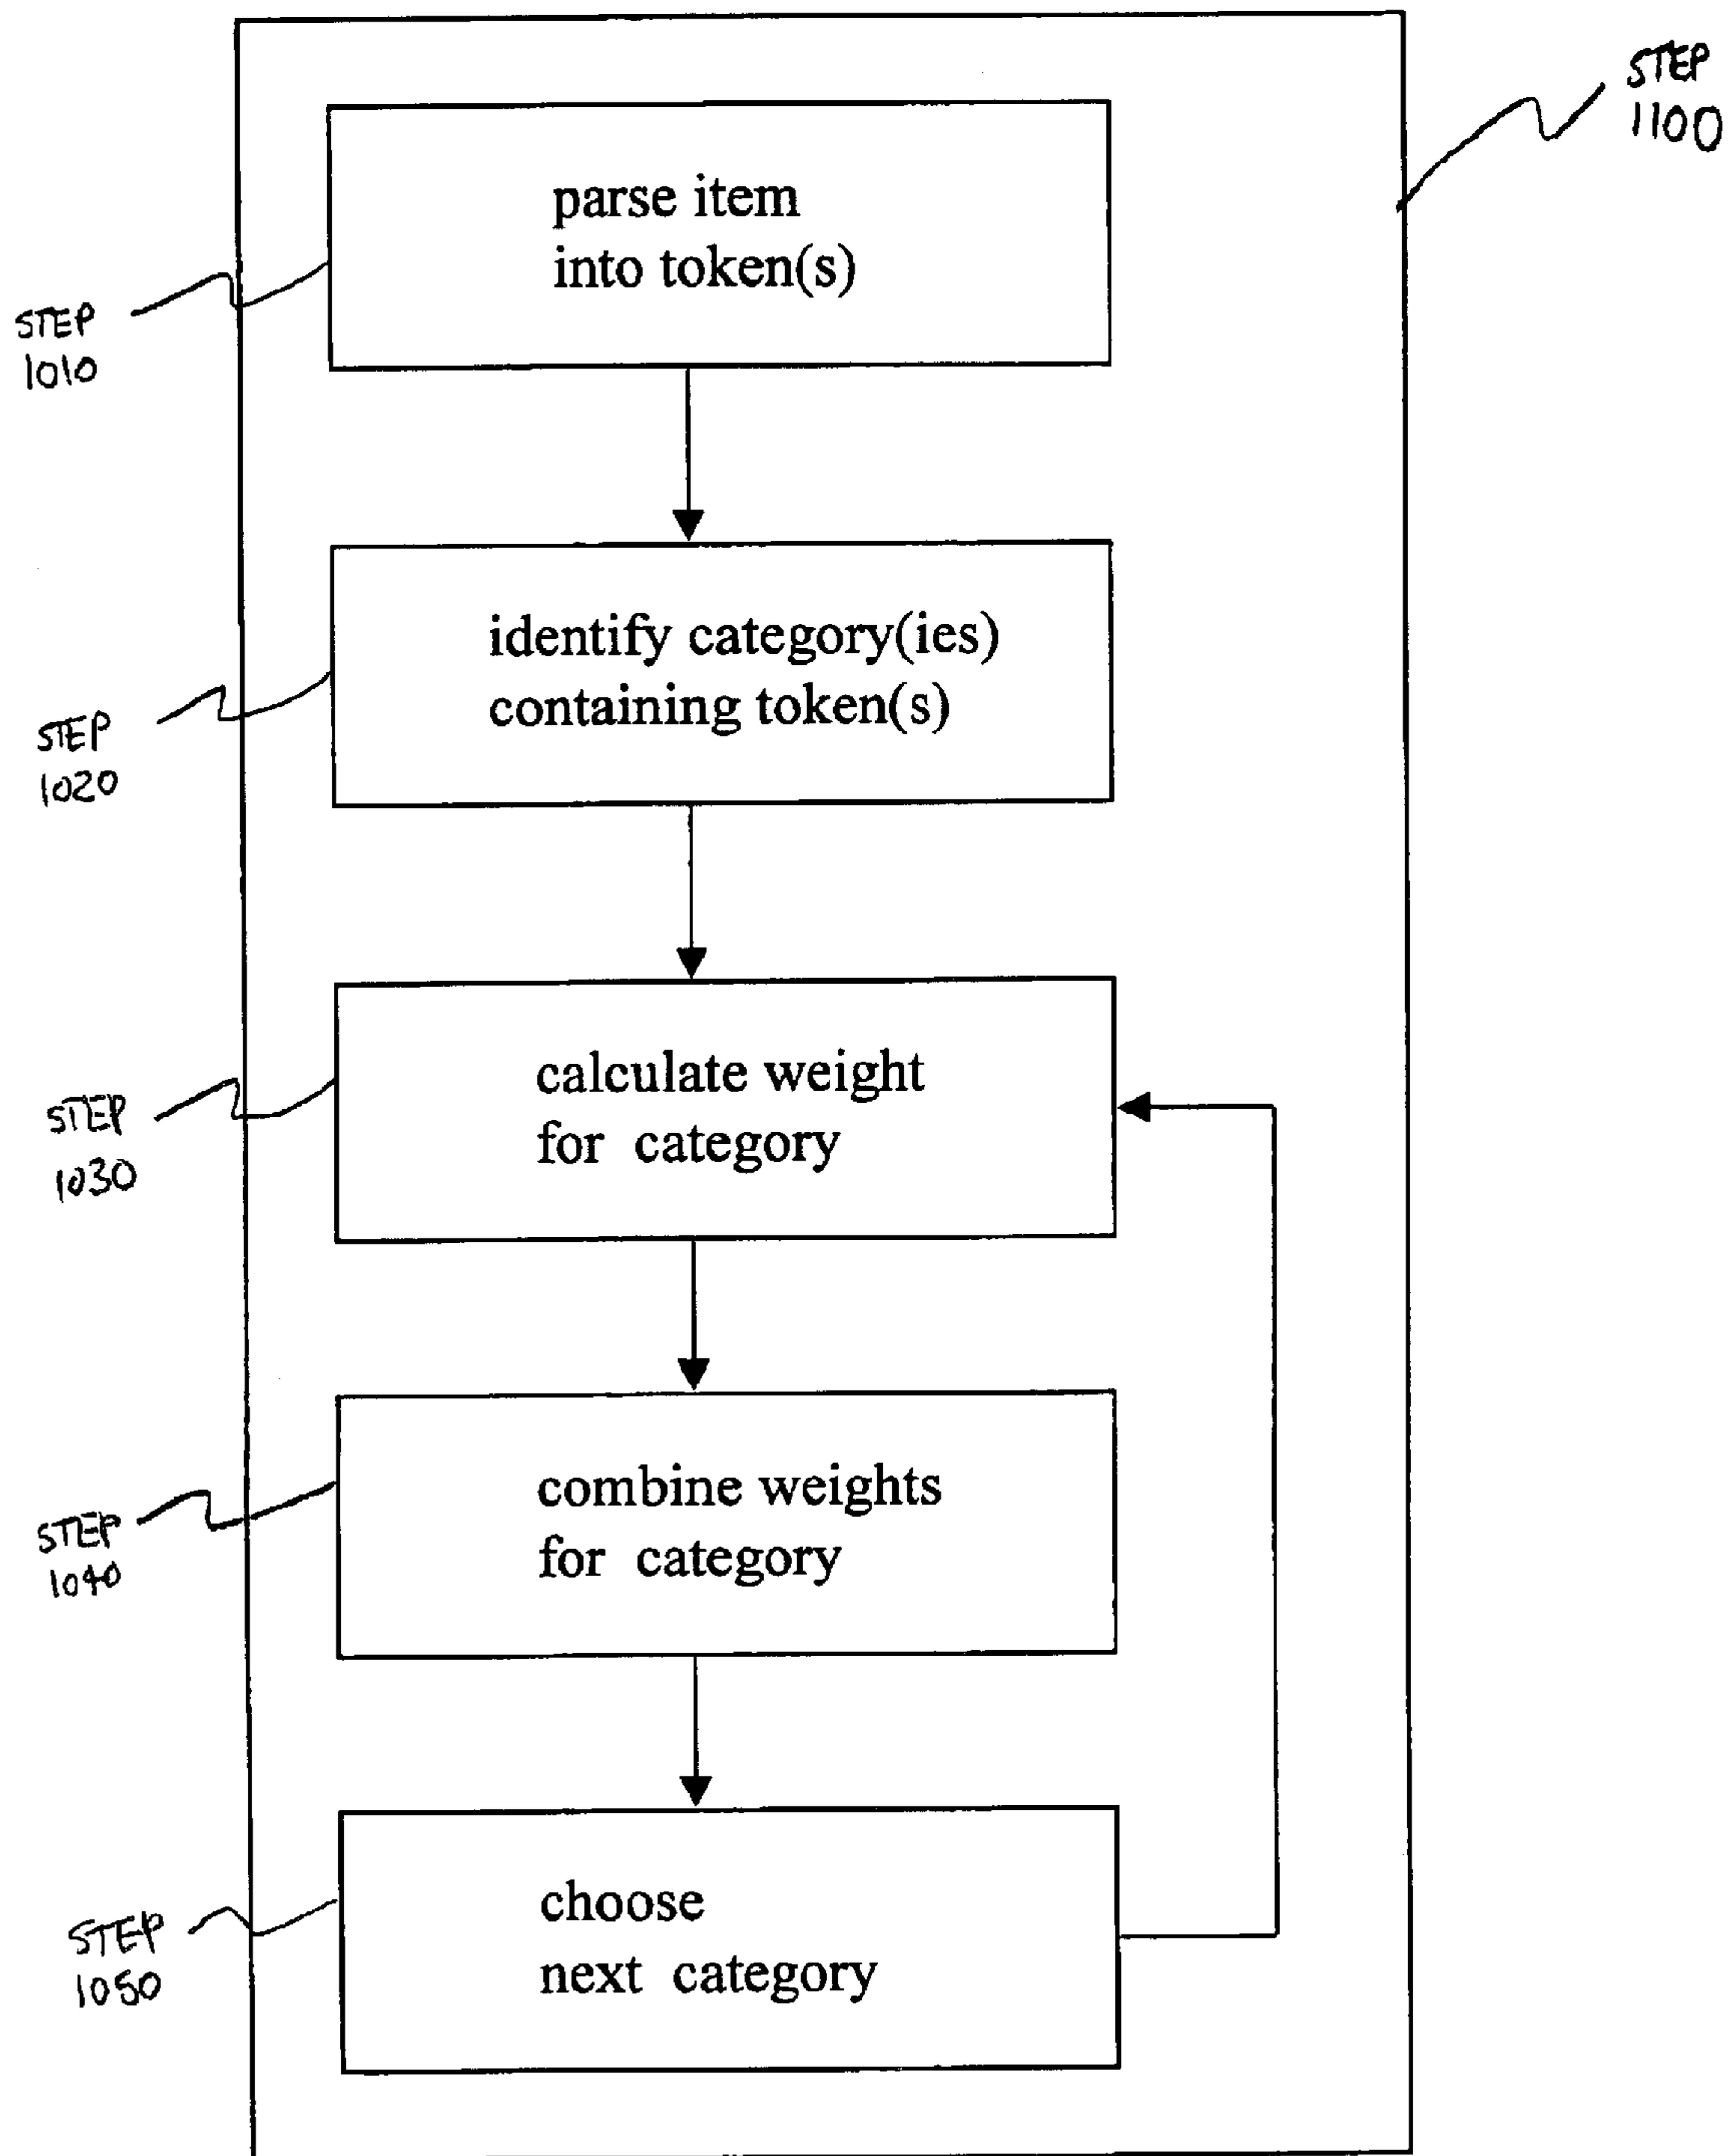 STEP
1100
parse item
into token(s)
STEP
1010
identify category(ies)
containing token(s)
STEP
1020
calculate weight
for category
STEP
1030
combine weights
for category
STEP
1040
choose
next category
STEP
1050